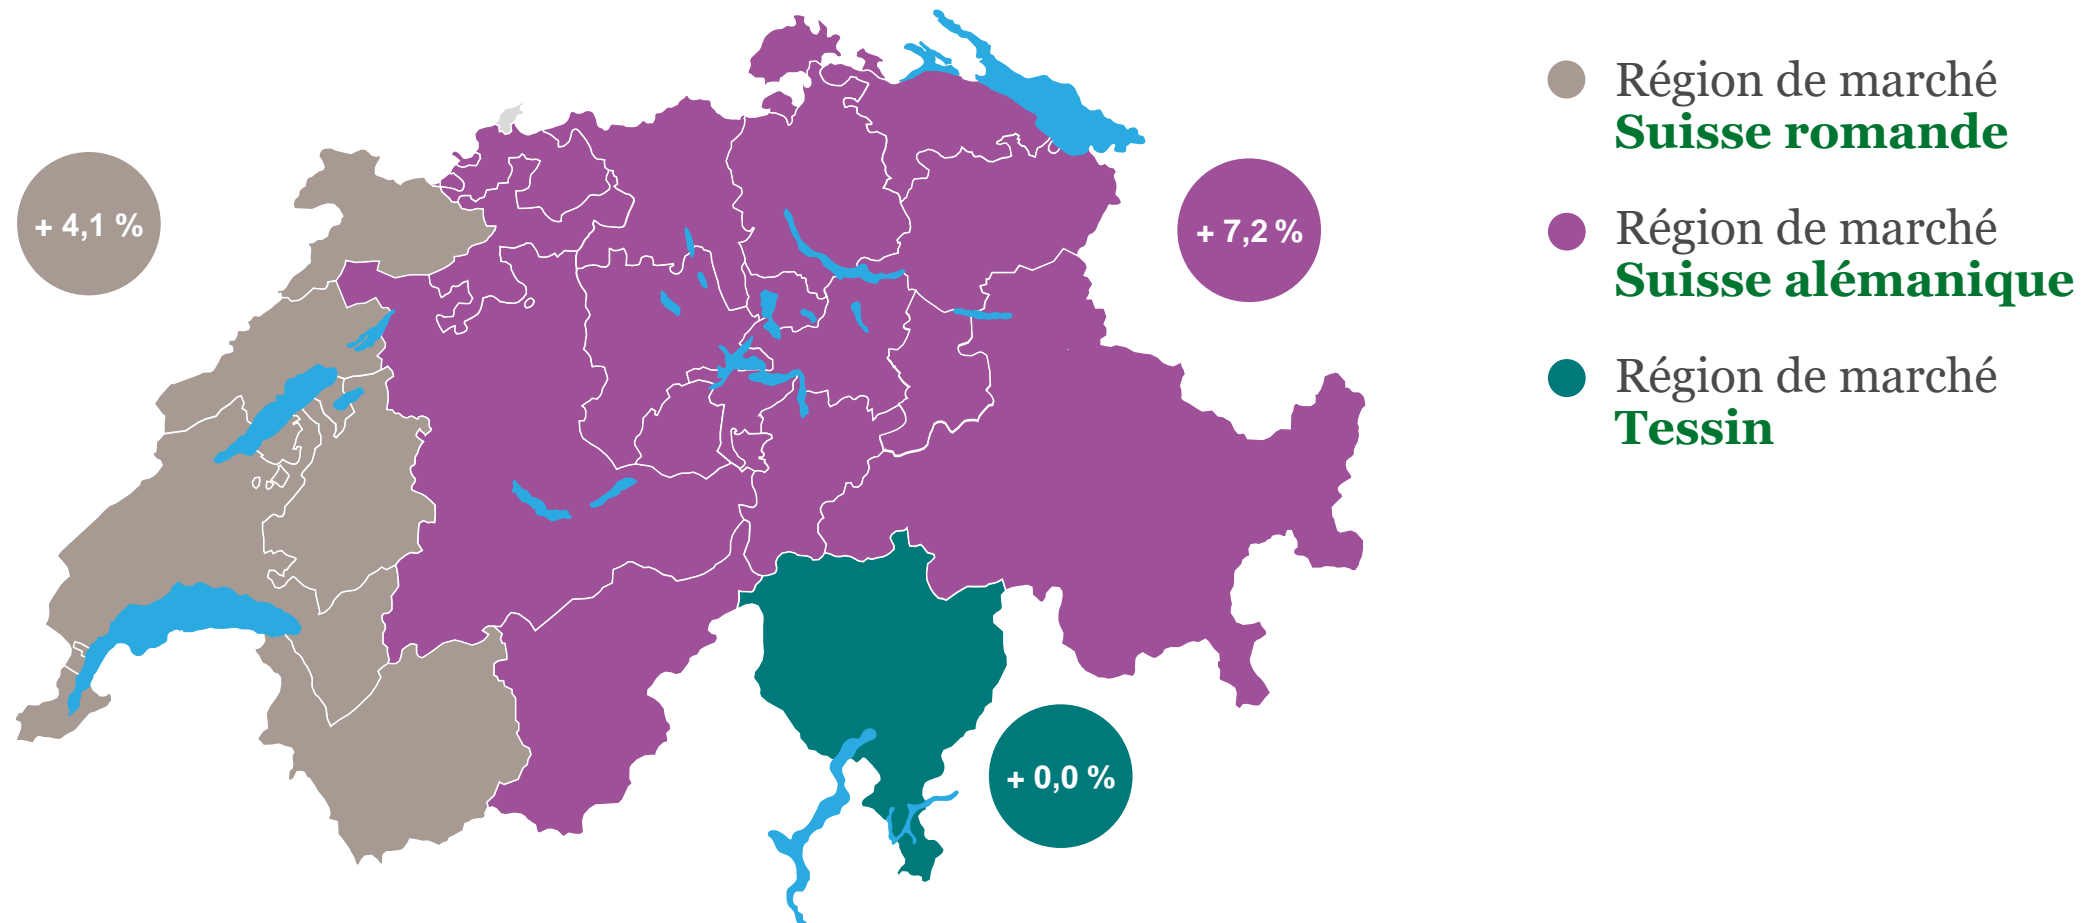 + 4,1 %
+ 7,2 %
+ 0,0 %
Région de marché
Suisse romande
Région de marché
Suisse alémanique
Région de marché
Tessin